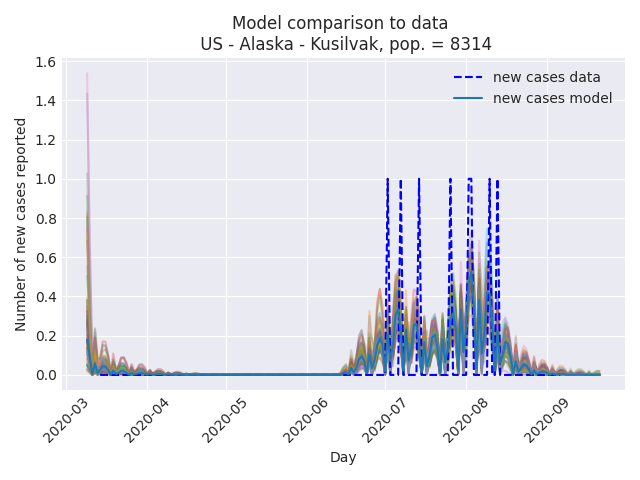 Model comparison to data
US - Alaska - Kusilvak, pop. = 8314
Number of new cases reported
1.6
1.4
1.2
1.0
0.8
0.6
0.4
0.2
0.0
new cases data
new cases model
2020-03
2020-04
2020-05
2020-06
2020-07
2020-08
2020-09
Day